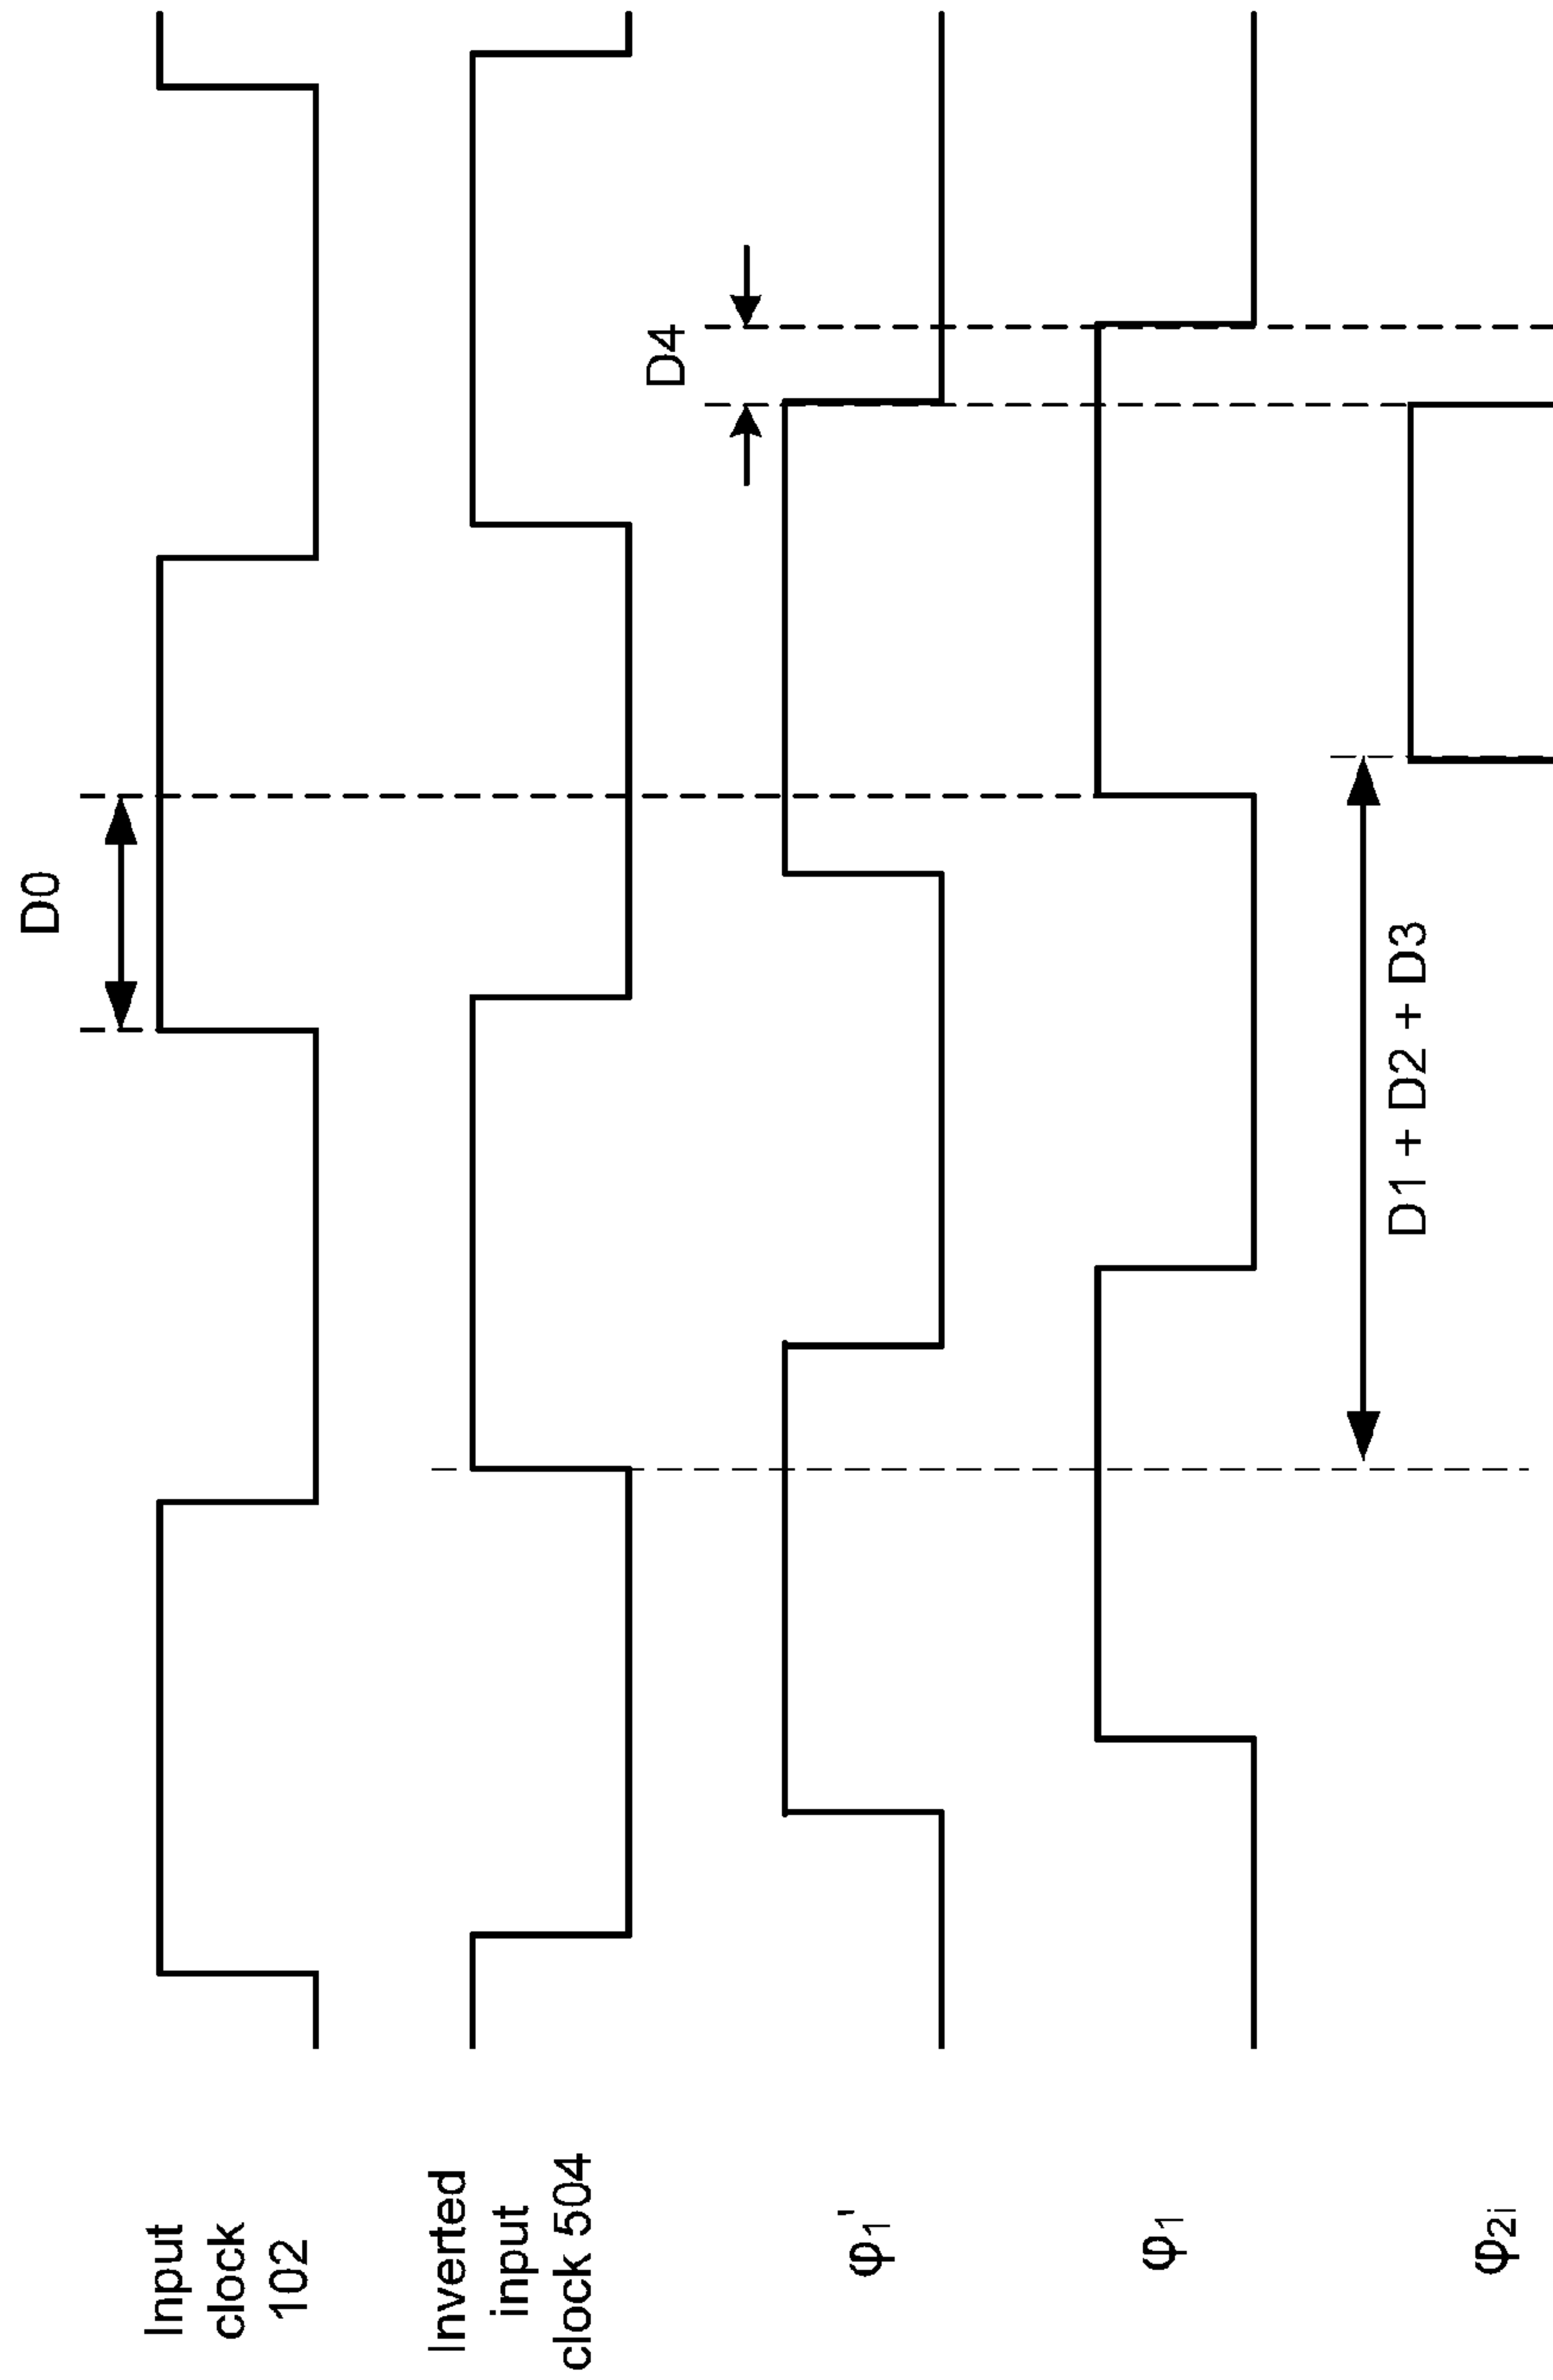 D0
Input
clock
102
Inverted
input
clock 504
D4
φ1'
φ1
D1 + D2 + D3
φ2i